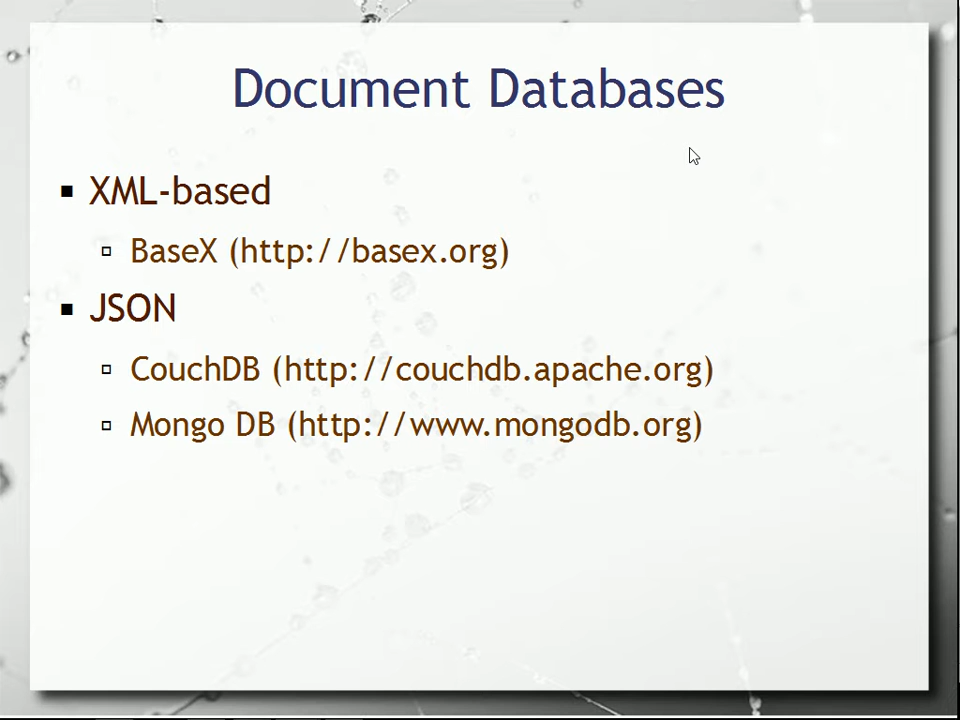 Document Databases
XML-based
BaseX (http://basex.org)
JSON
CouchDB (http://couchdb.apache.org)
Mongo DB (http://www.mongodb.org)